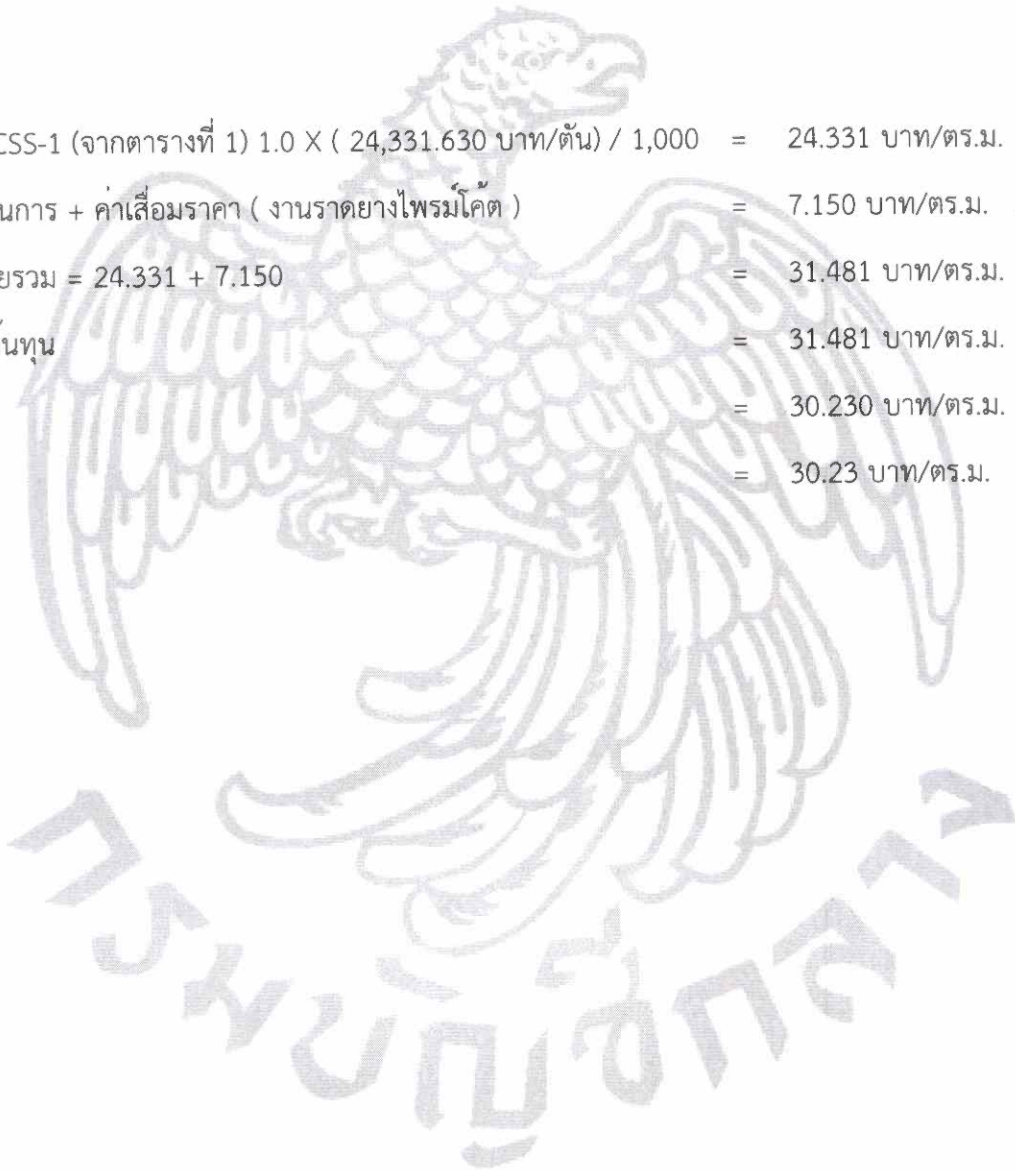 CSS-1 (จากตารางที่ 1) 1.0 X ( 24,331.630 บาท/ตัน) / 1,000 = 24.331 บาท/ตร.ม.
นการ + ค่าเสื่อมราคา ( งานราดยางไพรม์โค้ต ) = 7.150 บาท/ตร.ม.
ยรวม = 24.331 + 7.150 = 31.481 บาท/ตร.ม.
้นทุน = 31.481 บาท/ตร.ม.
= 30.230 บาท/ตร.ม.
= 30.23 บาท/ตร.ม.
กรมบัญชีกลาง